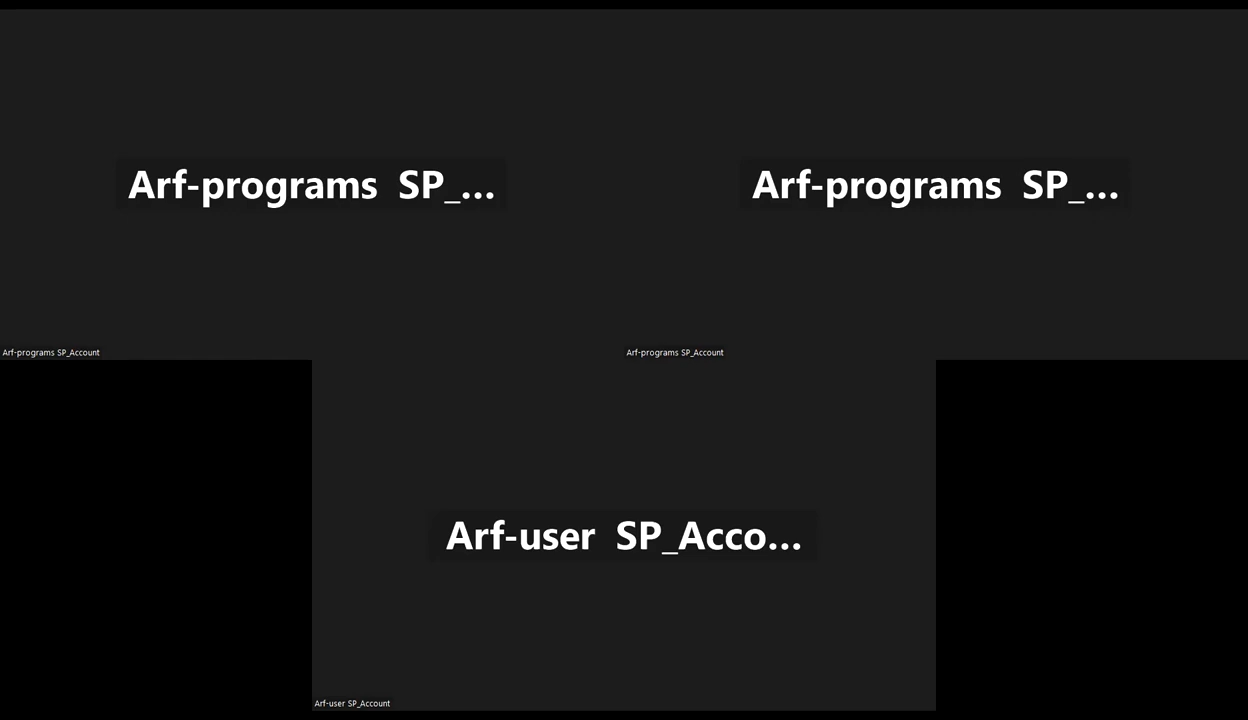 Arf-programs SP_...
Arf-programs SP_...
Arf-programs SP_Account
Arf-programs SP_Account
Arf-user SP_Acco...
Arf-user SP_Account